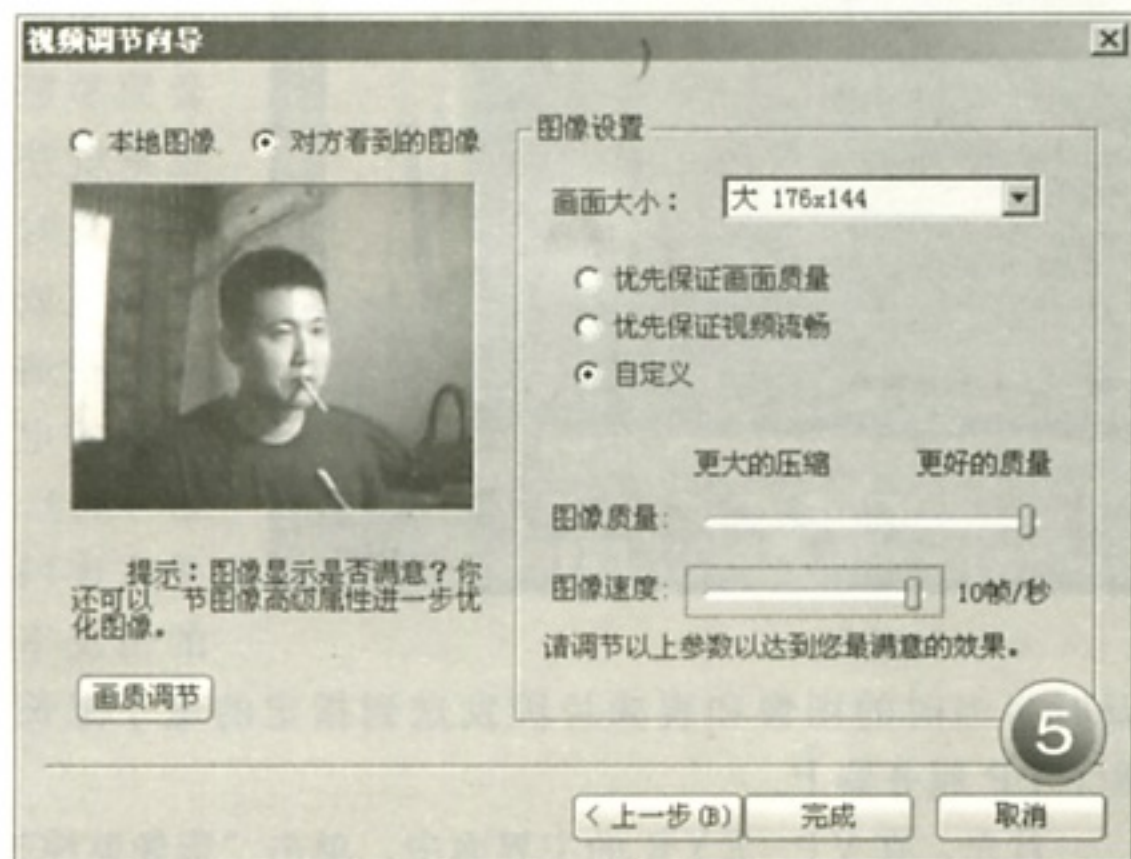 视频调节向导
本地图像 对方看到的图像
图像设置
画面大小： 大 176x144
优先保证画面质量
优先保证视频流畅
自定义
更大的压缩 更好的质量
图像质量：
图像速度： 10帧/秒
请调节以上参数以达到您最满意的效果。
提示：图像显示是否满意？你
还可以 节图像高级属性进一步优
化图像。
画质调节
5
< 上一步(B) 完成 取消